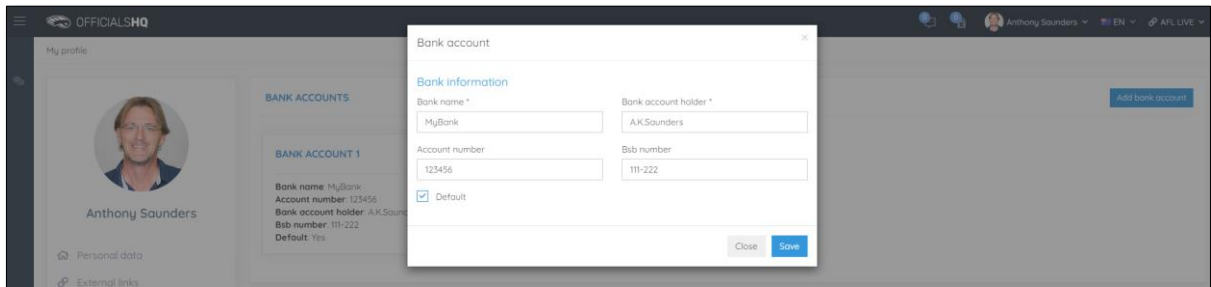 OFFICIALSHQ
Anthony Saunders
EN
AFL LIVE
My profile
Bank account
×
Bank information
Bank name *
Bank account holder *
MyBank
A.K.Saunders
Account number
Bsb number
123456
111-222
Default
Close
Save
BANK ACCOUNTS
Add bank account
BANK ACCOUNT 1
Bank name: MyBank
Account number: 123456
Bank account holder: A.K.Saund
Bsb number: 111-222
Default: Yes
Anthony Saunders
Personal data
External links